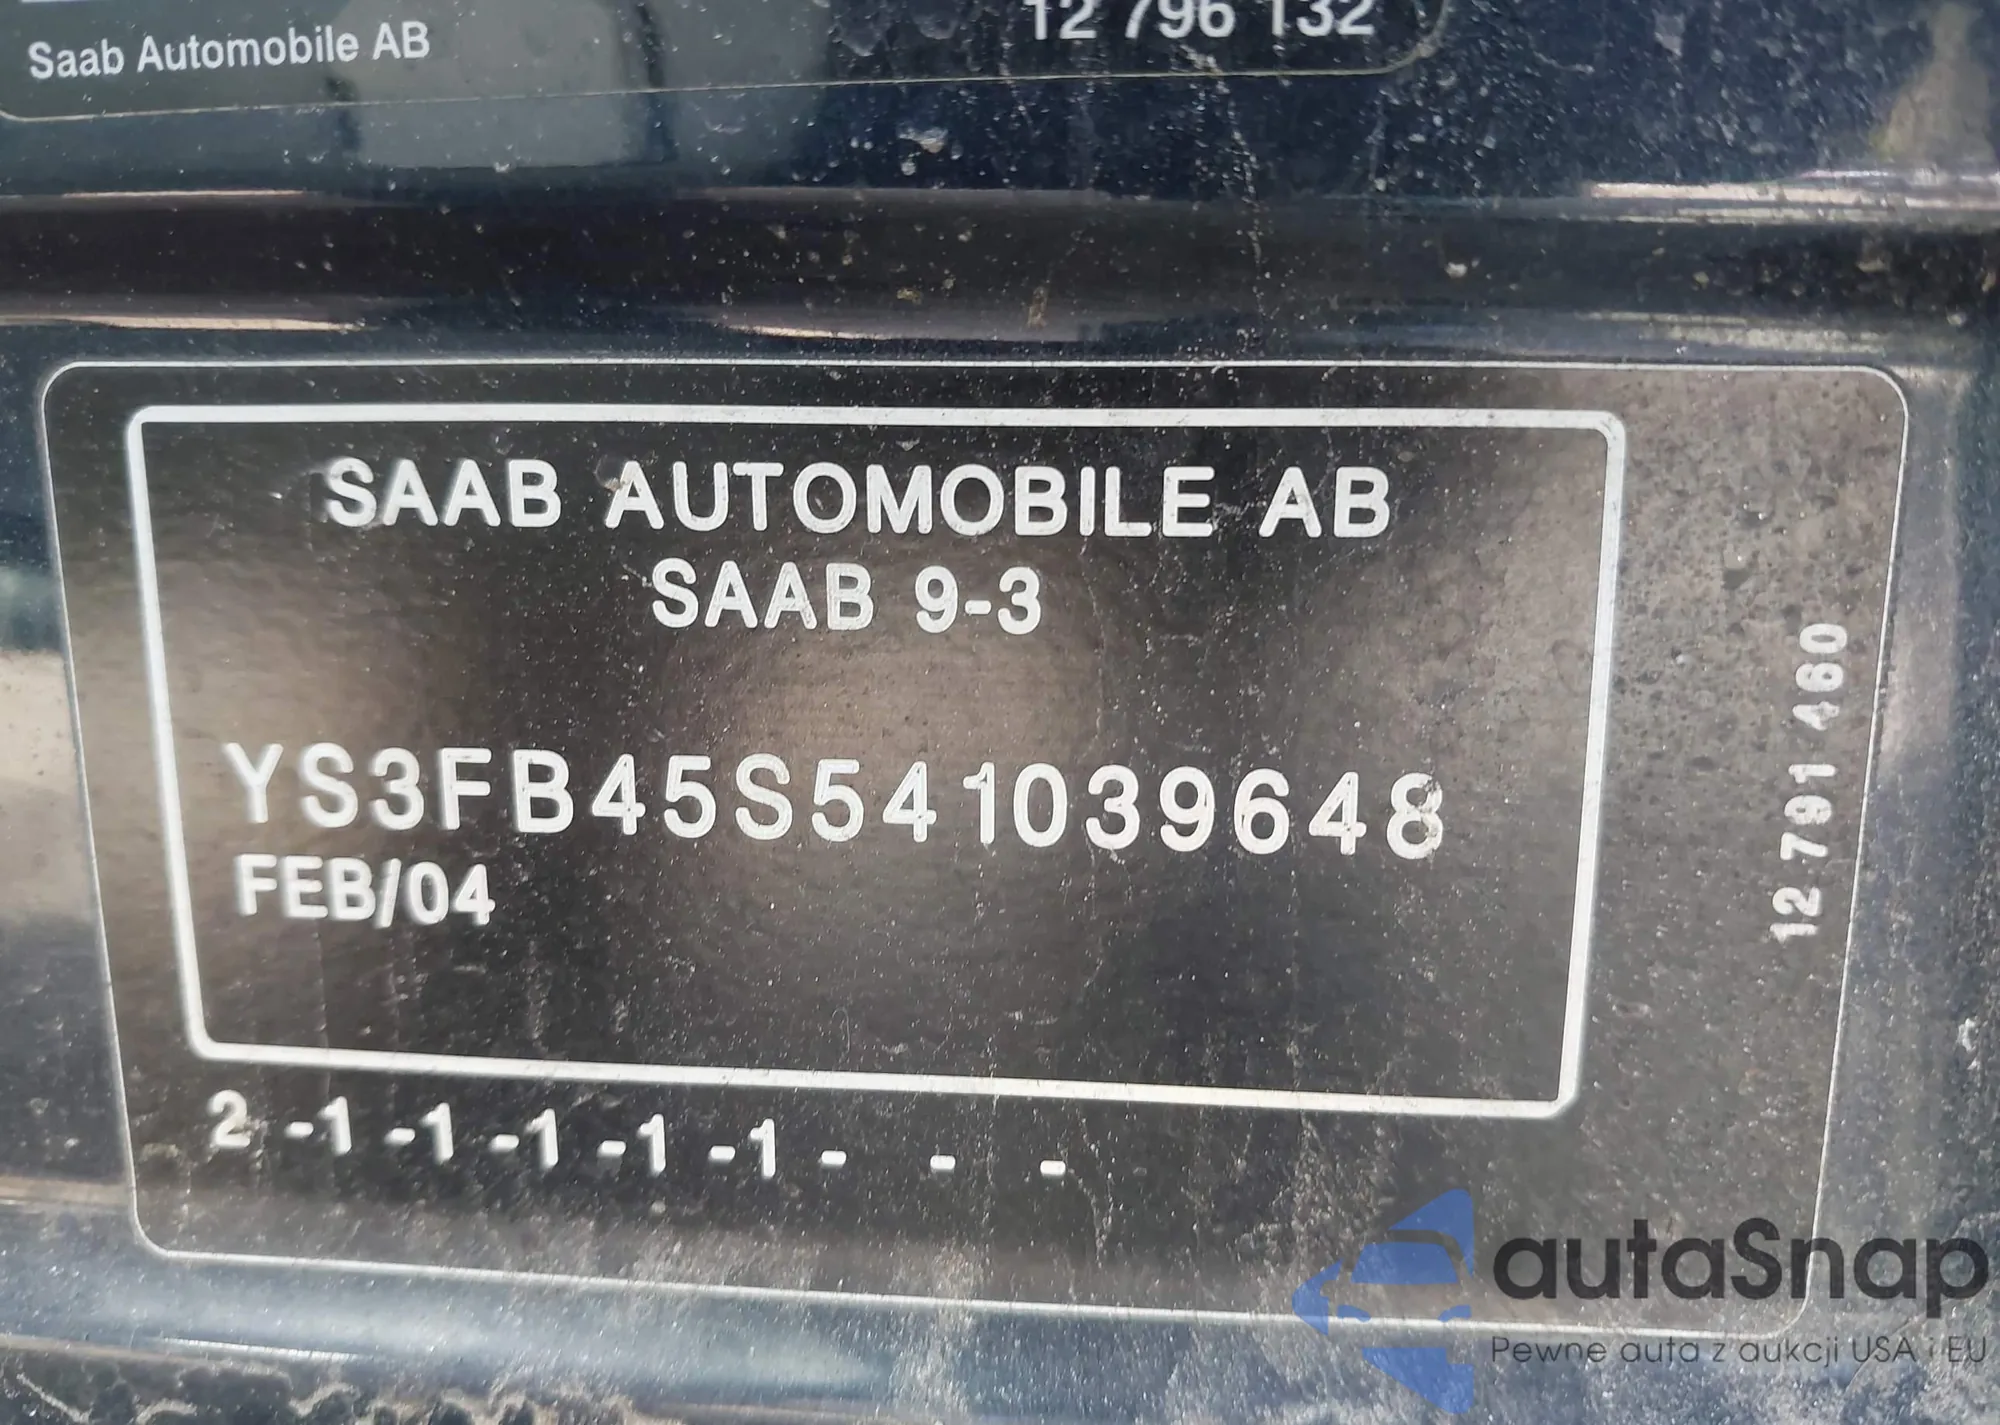 Saab Automobile AB
12 796 132
SAAB AUTOMOBILE AB
SAAB 9-3
YS3FB45S541039648
FEB/04
12 791 460
2 -1 -1 -1 -1 -1 - - -
autaSnap
Pewne auta z aukcji USA i EU